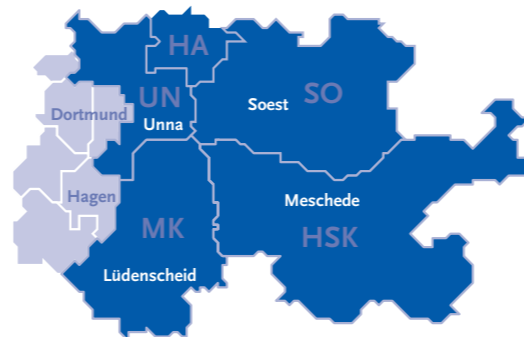 HA
UN
SO
Soest
Dortmund
Unna
Hagen
Meschede
MK
HSK
Lüdenscheid